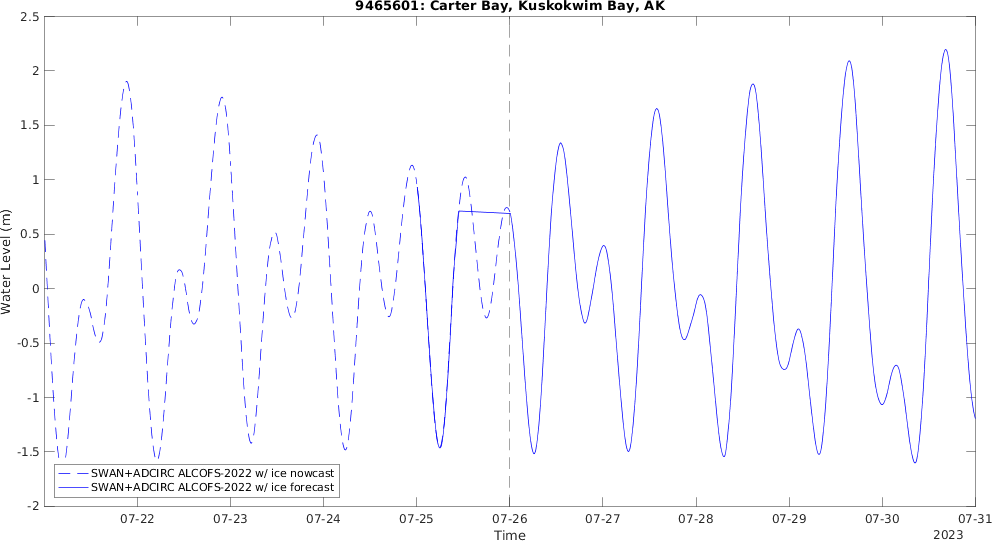 9465601: Carter Bay, Kuskokwim Bay, AK
2.5
2
1.5
1
0.5
0
-0.5
-1
-1.5
-2
Water Level (m)
SWAN+ADCIRC ALCOFS-2022 w/ ice nowcast
SWAN+ADCIRC ALCOFS-2022 w/ ice forecast
07-22 07-23 07-24 07-25 07-26 07-27 07-28 07-29 07-30 07-31
Time
2023